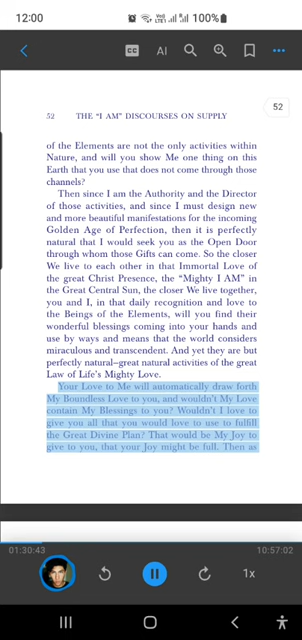 12:00
100%
CC
AI
52
52 THE "I AM" DISCOURSES ON SUPPLY
of the Elements are not the only activities within
Nature, and will you show Me one thing on this
Earth that you use that does not come through those
channels?
Then since I am the Authority and the Director
of those activities, and since I must design new
and more beautiful manifestations for the incoming
Golden Age of Perfection, then it is perfectly
natural that I would seek you as the Open Door
through whom those Gifts can come. So the closer
We live to each other in that Immortal Love of
the great Christ Presence, the "Mighty I AM" in
the Great Central Sun, the closer We live together,
you and I, in that daily recognition and love to
the Beings of the Elements, will you find their
wonderful blessings coming into your hands and
use by ways and means that the world considers
miraculous and transcendent. And yet they are but
perfectly natural–great natural activities of the great
Law of Life's Mighty Love.
Your Love to Me will automatically draw forth
My Boundless Love to you, and wouldn't My Love
contain My Blessings to you? Wouldn't I love to
give you all that you would love to use to fulfill
the Great Divine Plan? That would be My Joy to
give to you, that your Joy might be full. Then as
01:30:43
10:57:02
1x